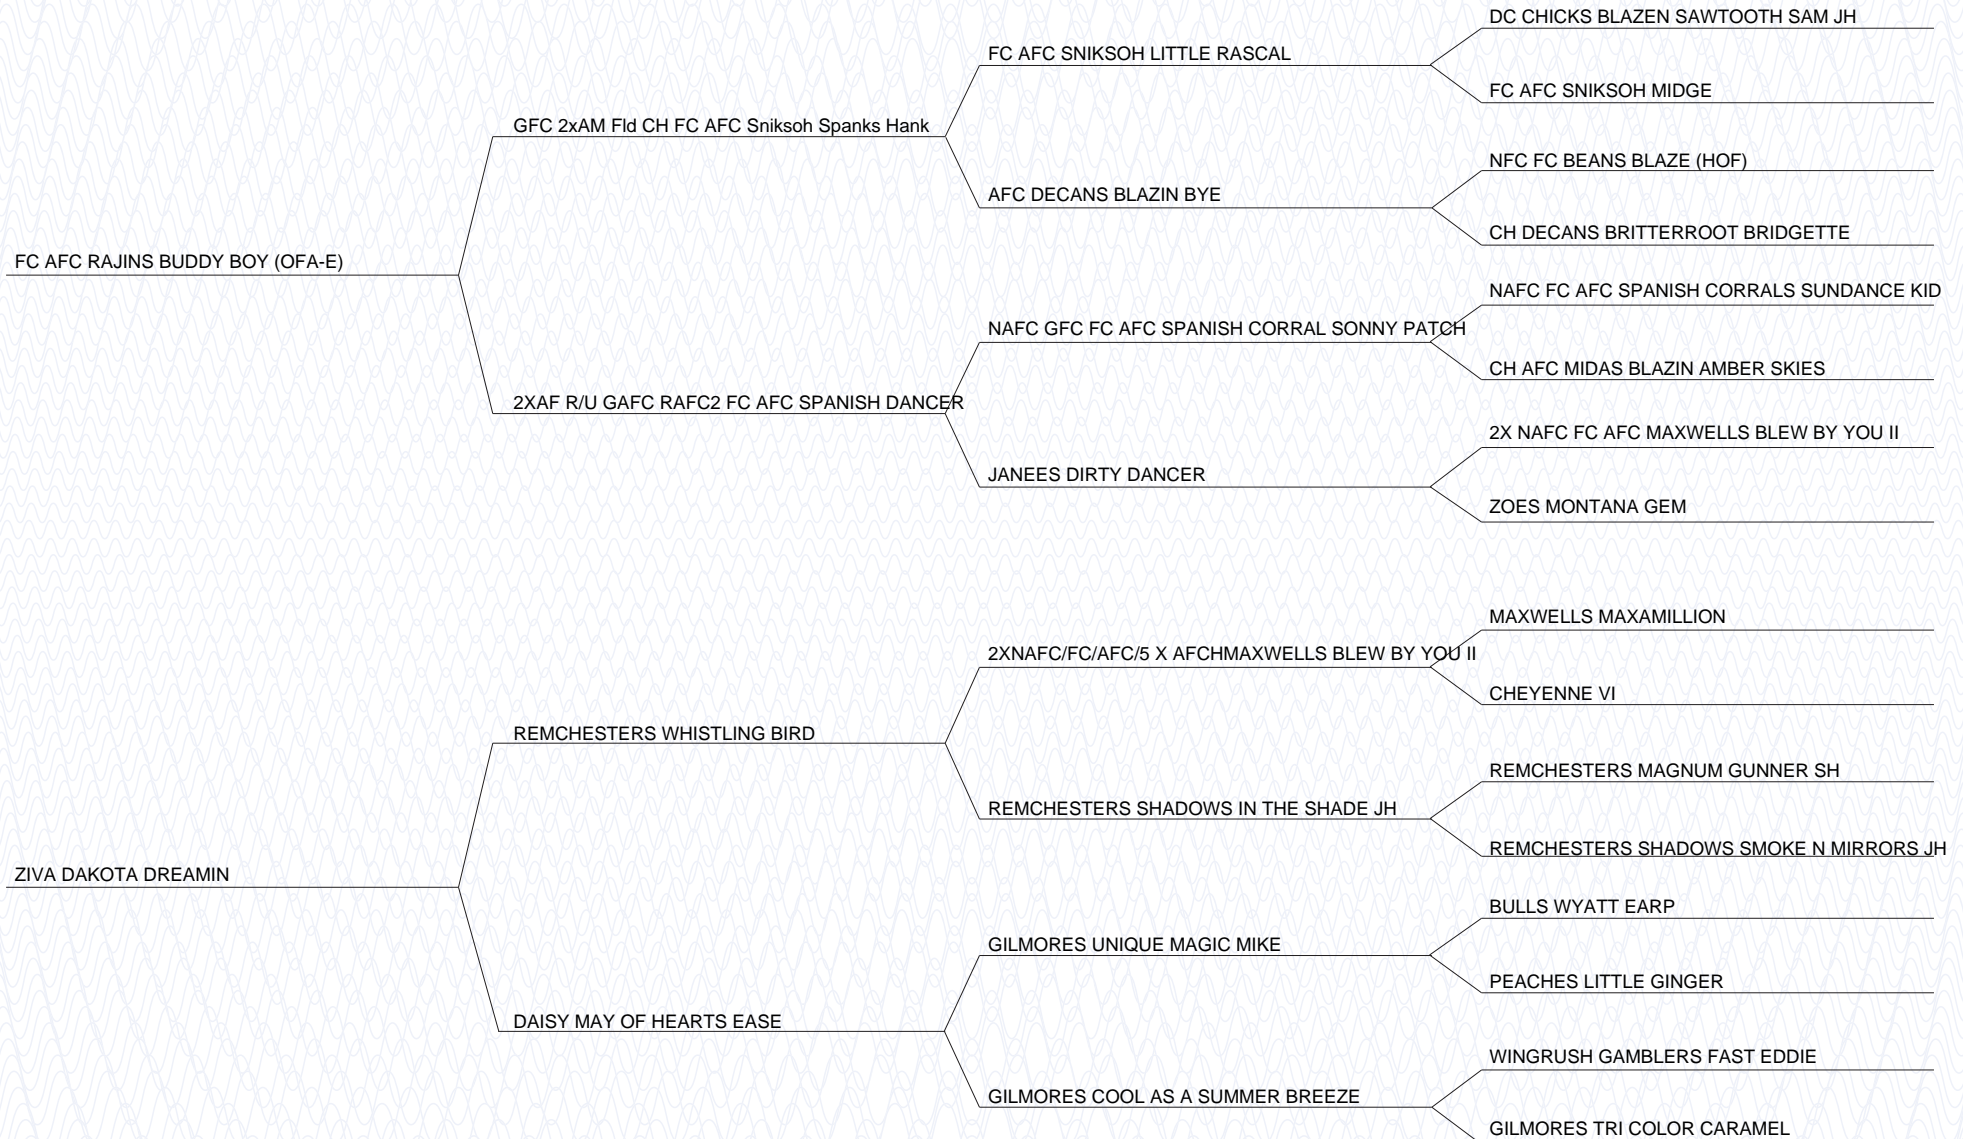 DC CHICKS BLAZEN SAWTOOTH SAM JH
FC AFC SNIKSOH LITTLE RASCAL
FC AFC SNIKSOH MIDGE
GFC 2xAM Fld CH FC AFC Sniksoh Spanks Hank
NFC FC BEANS BLAZE (HOF)
AFC DECANS BLAZIN BYE
CH DECANS BRITTERROOT BRIDGETTE
FC AFC RAJINS BUDDY BOY (OFA-E)
NAFC FC AFC SPANISH CORRALS SUNDANCE KID
NAFC GFC FC AFC SPANISH CORRAL SONNY PATCH
CH AFC MIDAS BLAZIN AMBER SKIES
2XAF R/U GAFC RAFC2 FC AFC SPANISH DANCER
2X NAFC FC AFC MAXWELLS BLEW BY YOU II
JANEES DIRTY DANCER
ZOES MONTANA GEM
MAXWELLS MAXAMILLION
2XNAFC/FC/AFC/5 X AFCHMAXWELLS BLEW BY YOU II
CHEYENNE VI
REMCHESTERS WHISTLING BIRD
REMCHESTERS MAGNUM GUNNER SH
REMCHESTERS SHADOWS IN THE SHADE JH
REMCHESTERS SHADOWS SMOKE N MIRRORS JH
ZIVA DAKOTA DREAMIN
BULLS WYATT EARP
GILMORES UNIQUE MAGIC MIKE
PEACHES LITTLE GINGER
DAISY MAY OF HEARTS EASE
WINGRUSH GAMBLERS FAST EDDIE
GILMORES COOL AS A SUMMER BREEZE
GILMORES TRI COLOR CARAMEL